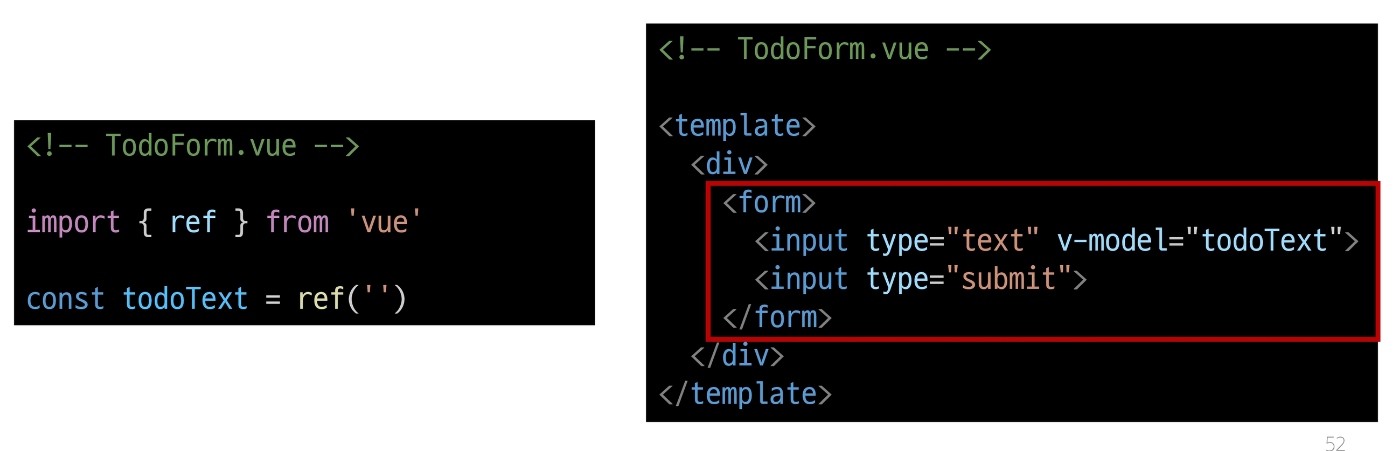 <!-- TodoForm.vue -->
import { ref } from 'vue'
const todoText = ref('')
<!-- TodoForm.vue -->
<template>
<div>
<form>
<input type="text" v-model="todoText">
<input type="submit">
</form>
</div>
</template>
52